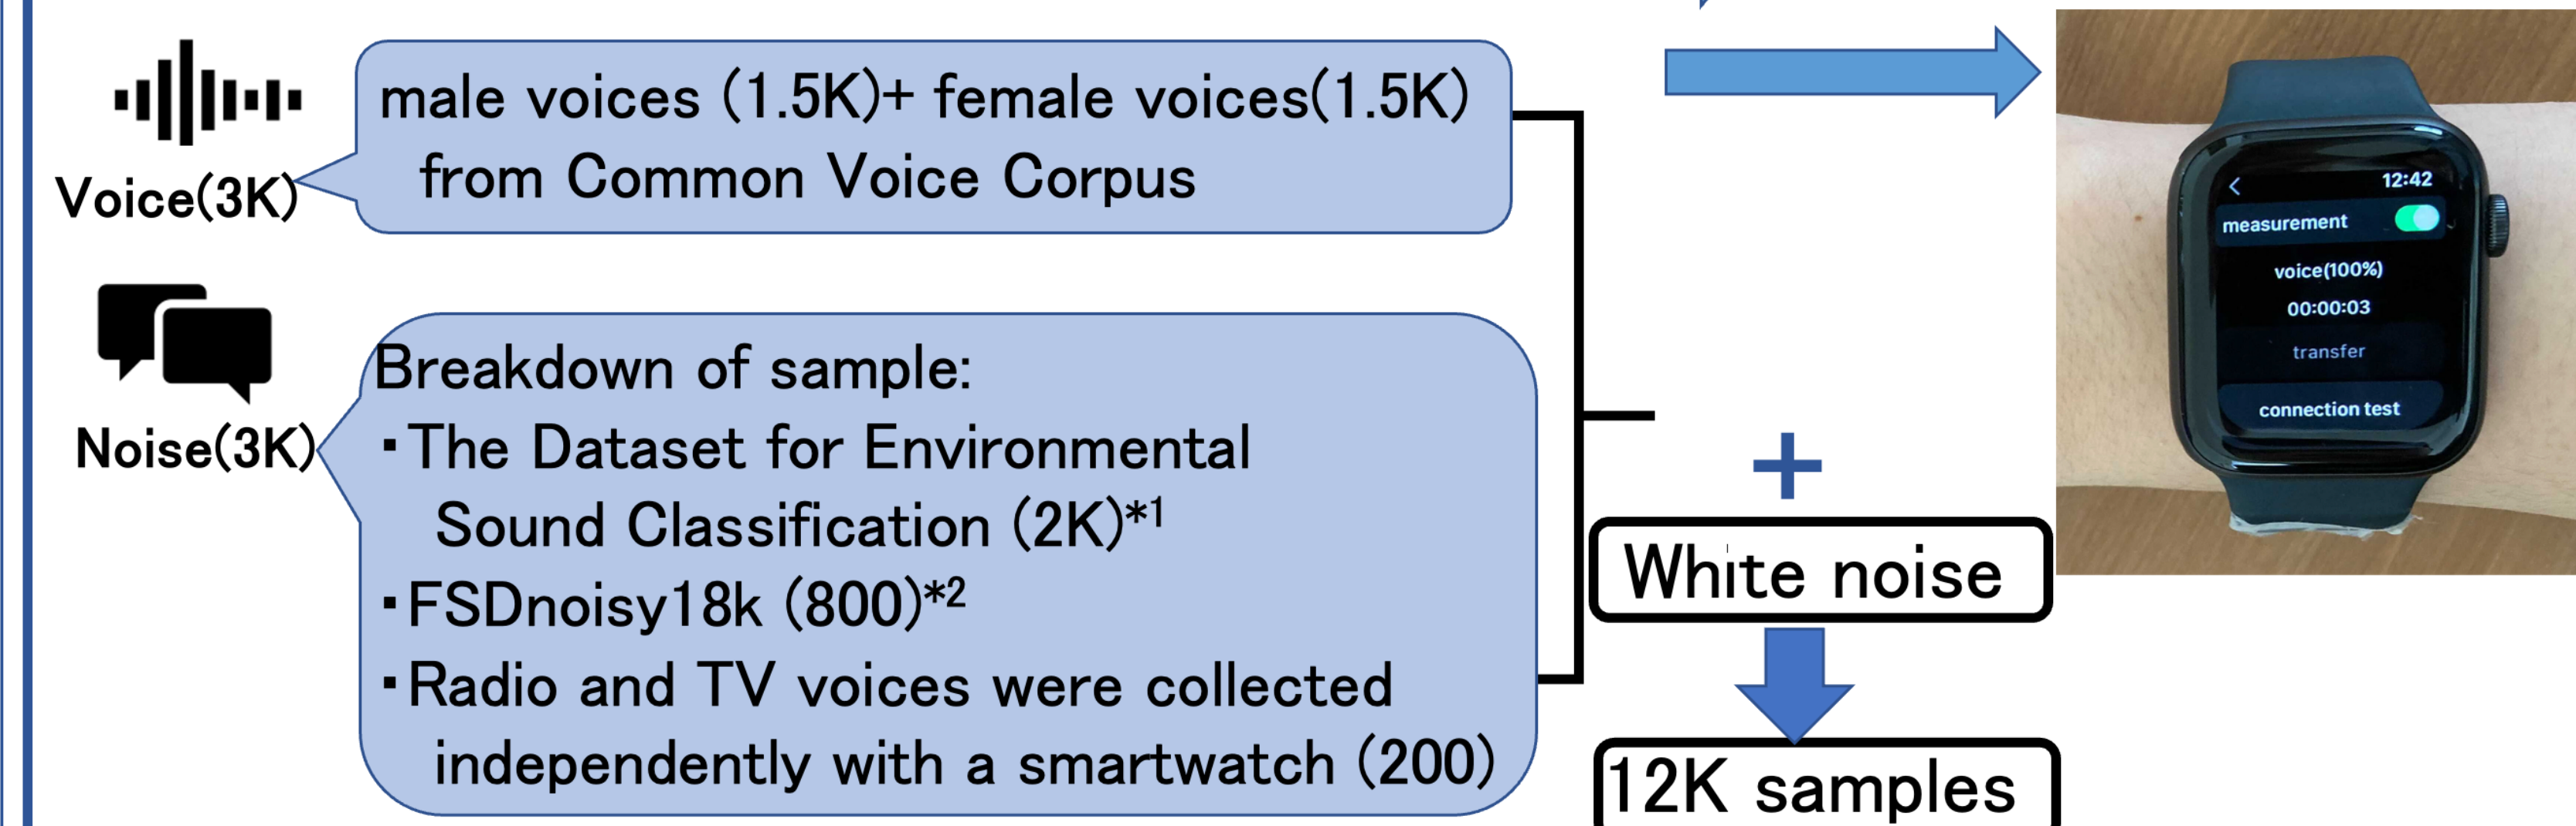 male voices (1.5K)+ female voices(1.5K)
from Common Voice Corpus
Voice(3K)
Breakdown of sample:
・The Dataset for Environmental
Sound Classification (2K)*1
・FSDnoisy18k (800)*2
・Radio and TV voices were collected
independently with a smartwatch (200)
Noise(3K)
White noise
12K samples
12:42
measurement
voice(100%)
00:00:03
transfer
connection test